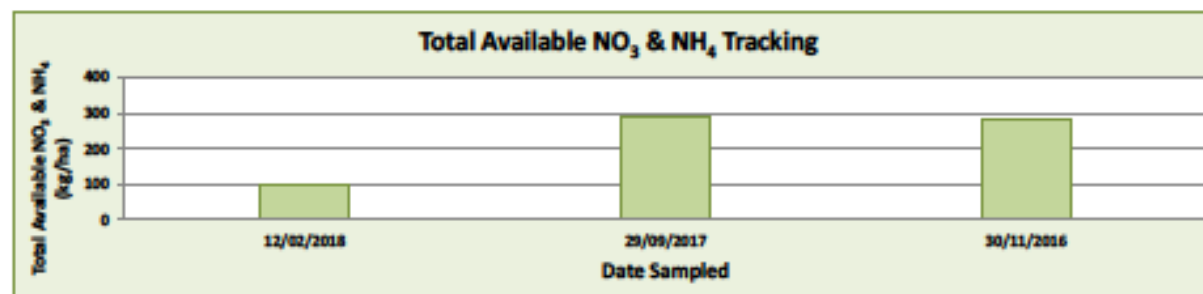 Total Available NO₃ & NH₄ Tracking
Total Available NO₃ & NH₄
(kg/ha)
400
300
200
100
0
12/02/2018
29/09/2017
30/11/2016
Date Sampled